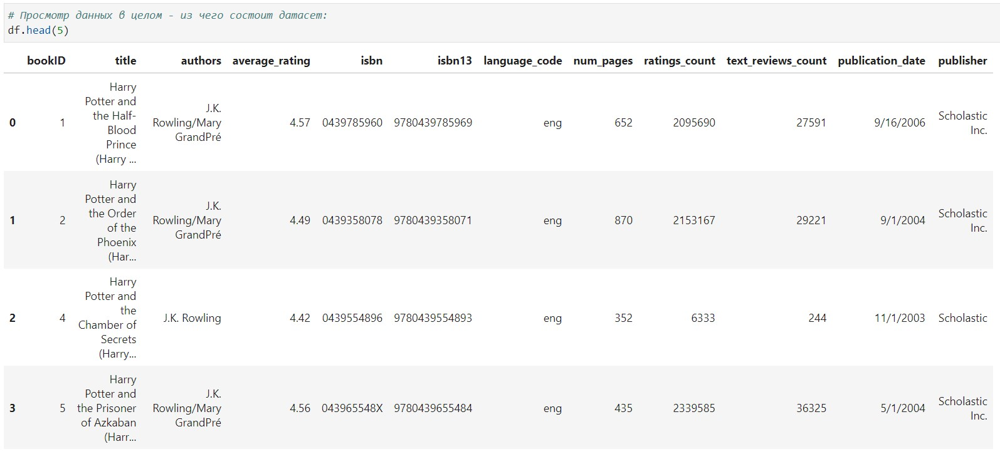 # Просмотр данных в целом - из чего состоит датасет:
df.head(5)
bookID title authors average_rating isbn isbn13 language_code num_pages ratings_count text_reviews_count publication_date publisher
Harry
Potter and
the Half-
Blood
Prince
(Harry ...
J.K.
Rowling/Mary
GrandPré
0 1 4.57 0439785960 9780439785969 eng 652 2095690 27591 9/16/2006
Scholastic
Inc.
Harry
Potter and
the Order
of the
Phoenix
(Har...
J.K.
Rowling/Mary
GrandPré
1 2 4.49 0439358078 9780439358071 eng 870 2153167 29221 9/1/2004
Scholastic
Inc.
Harry
Potter and
the
Chamber of
Secrets
(Harry...
2 4 J.K. Rowling 4.42 0439554896 9780439554893 eng 352 6333 244 11/1/2003 Scholastic
Harry
Potter and
the Prisoner
of Azkaban
(Harr...
J.K.
Rowling/Mary
GrandPré
3 5 4.56 043965548X 9780439655484 eng 435 2339585 36325 5/1/2004
Scholastic
Inc.